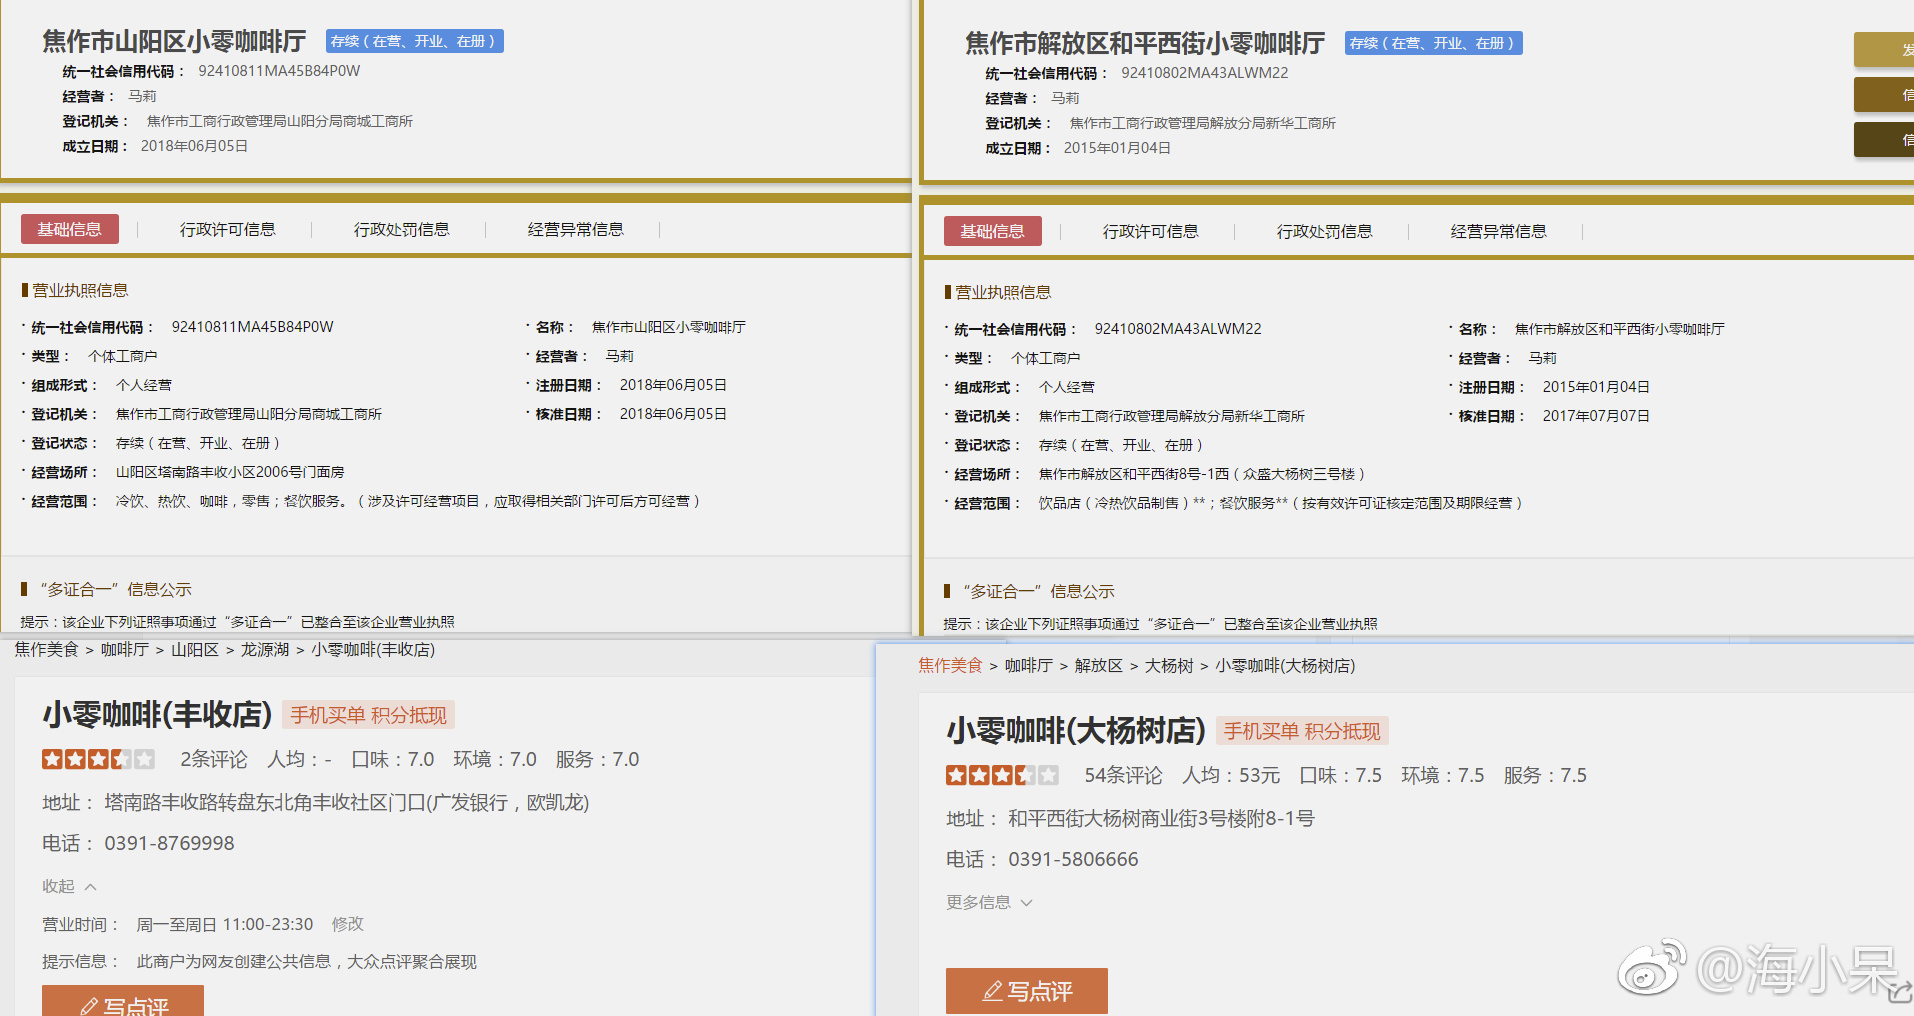 焦作市山阳区小零咖啡厅 存续（在营、开业、在册）
统一社会信用代码： 92410811MA45B84P0W
经营者： 马莉
登记机关： 焦作市工商行政管理局山阳分局商城工商所
成立日期： 2018年06月05日
基础信息 行政许可信息 行政处罚信息 经营异常信息
营业执照信息
· 统一社会信用代码： 92410811MA45B84P0W · 名称： 焦作市山阳区小零咖啡厅
· 类型： 个体工商户 · 经营者： 马莉
· 组成形式： 个人经营 · 注册日期： 2018年06月05日
· 登记机关： 焦作市工商行政管理局山阳分局商城工商所 · 核准日期： 2018年06月05日
· 登记状态： 存续（在营、开业、在册）
· 经营场所： 山阳区塔南路丰收小区2006号门面房
· 经营范围： 冷饮、热饮、咖啡，零售；餐饮服务。（涉及许可经营项目，应取得相关部门许可后方可经营）
“多证合一”信息公示
提示：该企业下列证照事项通过“多证合一”已整合至该企业营业执照
焦作市解放区和平西街小零咖啡厅 存续（在营、开业、在册）
统一社会信用代码： 92410802MA43ALWM22
经营者： 马莉
登记机关： 焦作市工商行政管理局解放分局新华工商所
成立日期： 2015年01月04日
发
信
信
基础信息 行政许可信息 行政处罚信息 经营异常信息
营业执照信息
· 统一社会信用代码： 92410802MA43ALWM22 · 名称： 焦作市解放区和平西街小零咖啡厅
· 类型： 个体工商户 · 经营者： 马莉
· 组成形式： 个人经营 · 注册日期： 2015年01月04日
· 登记机关： 焦作市工商行政管理局解放分局新华工商所 · 核准日期： 2017年07月07日
· 登记状态： 存续（在营、开业、在册）
· 经营场所： 焦作市解放区和平西街8号-1西（众盛大杨树三号楼）
· 经营范围： 饮品店（冷热饮品制售）**；餐饮服务**（按有效许可证核定范围及期限经营）
“多证合一”信息公示
提示：该企业下列证照事项通过“多证合一”已整合至该企业营业执照
焦作美食 > 咖啡厅 > 山阳区 > 龙源湖 > 小零咖啡(丰收店)
小零咖啡(丰收店) 手机买单 积分抵现
2条评论 人均：- 口味：7.0 环境：7.0 服务：7.0
地址： 塔南路丰收路转盘东北角丰收社区门口(广发银行，欧凯龙)
电话： 0391-8769998
收起
营业时间： 周一至周日 11:00-23:30 修改
提示信息： 此商户为网友创建公共信息，大众点评聚合展现
写点评
焦作美食 > 咖啡厅 > 解放区 > 大杨树 > 小零咖啡(大杨树店)
小零咖啡(大杨树店) 手机买单 积分抵现
54条评论 人均：53元 口味：7.5 环境：7.5 服务：7.5
地址： 和平西街大杨树商业街3号楼附8-1号
电话： 0391-5806666
更多信息
写点评
@海小呆